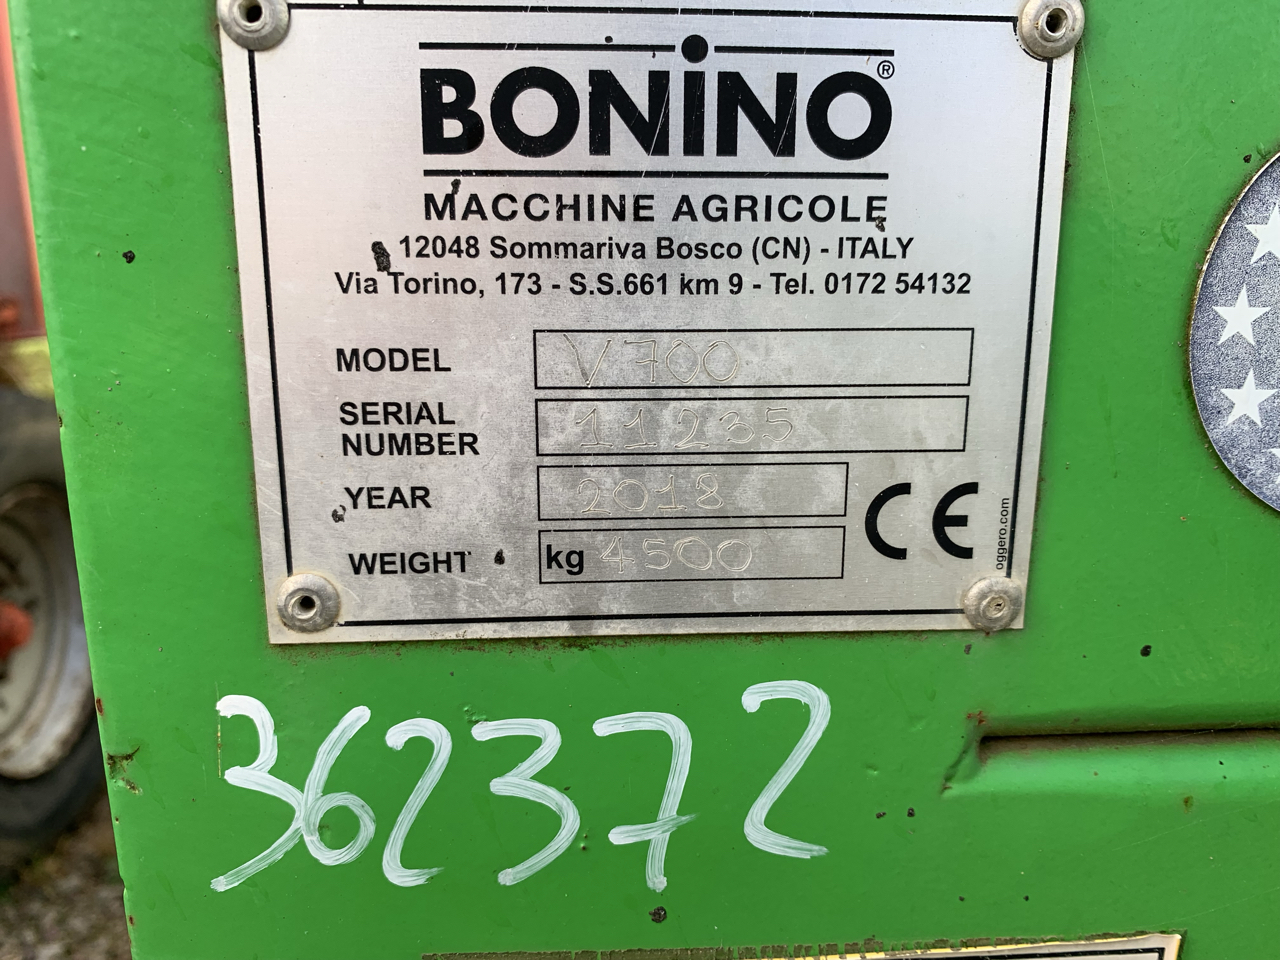 BONiNO®
MACCHINE AGRICOLE
12048 Sommariva Bosco (CN) - ITALY
Via Torino, 173 - S.S.661 km 9 - Tel. 0172 54132
MODEL V700
SERIAL NUMBER 11235
YEAR 2018
WEIGHT kg 4500
CE
oggero.com
362372